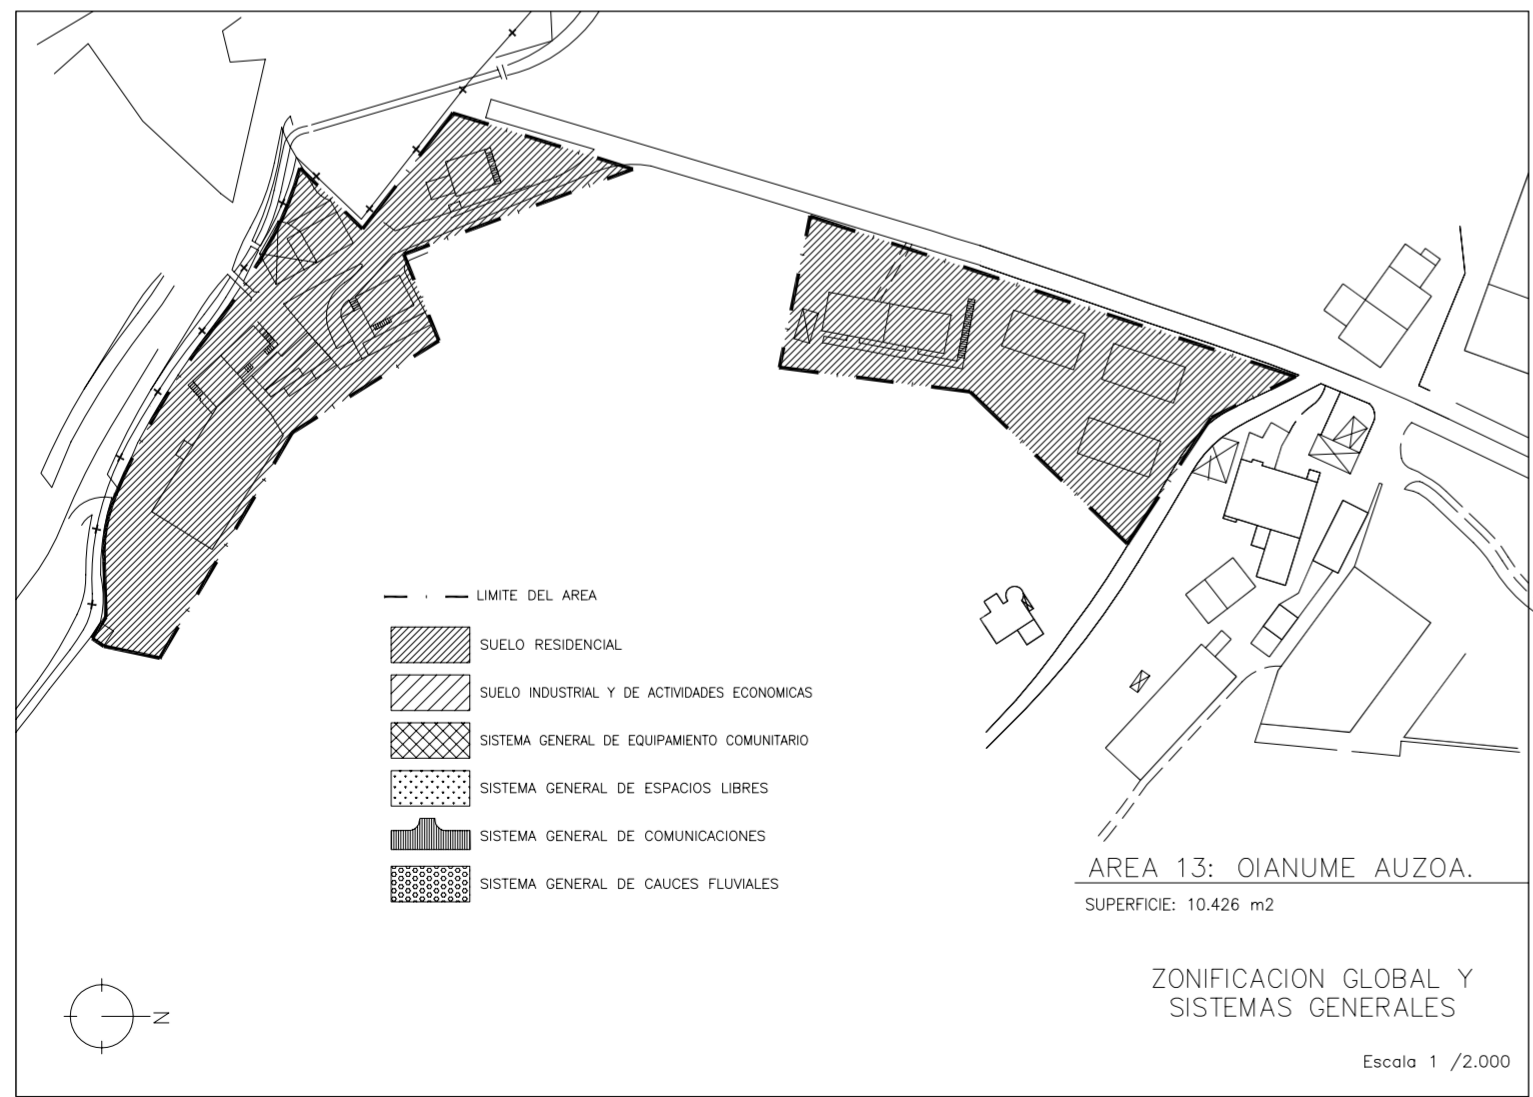 LIMITE DEL AREA
SUELO RESIDENCIAL
SUELO INDUSTRIAL Y DE ACTIVIDADES ECONOMICAS
SISTEMA GENERAL DE EQUIPAMIENTO COMUNITARIO
SISTEMA GENERAL DE ESPACIOS LIBRES
SISTEMA GENERAL DE COMUNICACIONES
SISTEMA GENERAL DE CAUCES FLUVIALES
AREA 13: OIANUME AUZOA.
SUPERFICIE: 10.426 m2
ZONIFICACION GLOBAL Y
SISTEMAS GENERALES
Escala 1 /2.000
N